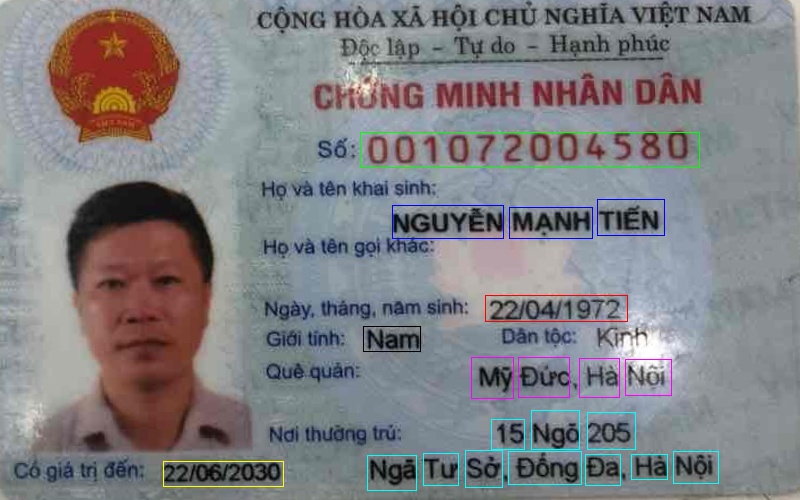 CỘNG HÒA XÃ HỘI CHỦ NGHĨA VIỆT NAM
Độc lập - Tự do - Hạnh phúc
CHỨNG MINH NHÂN DÂN
Số: 001072004580
Họ và tên khai sinh:
NGUYỄN MẠNH TIẾN
Họ và tên gọi khác:
Ngày, tháng, năm sinh: 22/04/1972
Giới tính: Nam Dân tộc: Kinh
Quê quán: Mỹ Đức, Hà Nội
Nơi thường trú: 15 Ngõ 205
Có giá trị đến: 22/06/2030 Ngã Tư Sở, Đống Đa, Hà Nội